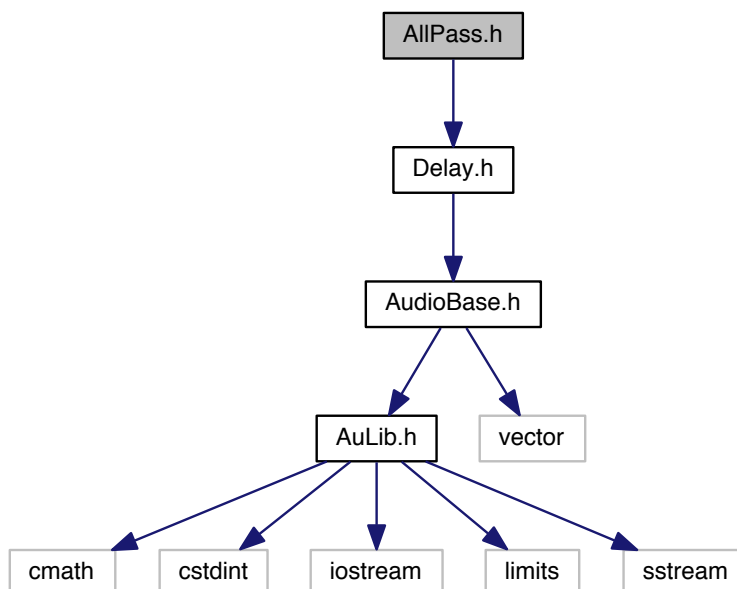 AllPass.h
Delay.h
AudioBase.h
AuLib.h
vector
cmath
cstdint
iostream
limits
sstream